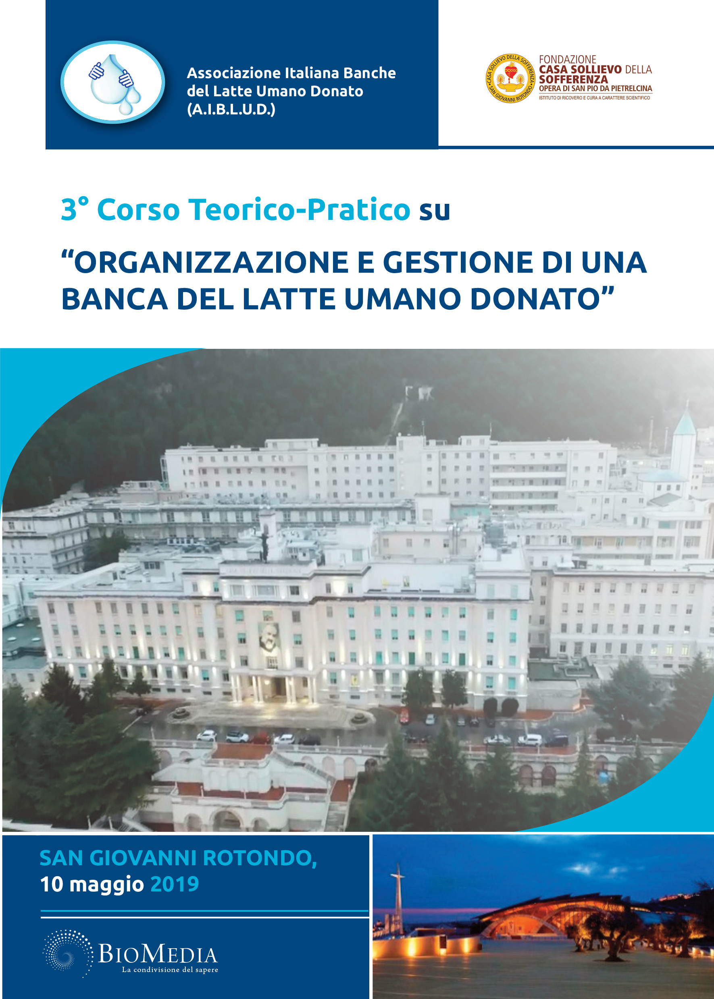 Associazione Italiana Banche
del Latte Umano Donato
(A.I.B.L.U.D.)
CASA SOLLIEVO DELLA SOFFERENZA
SAN GIOVANNI ROTONDO
FONDAZIONE
CASA SOLLIEVO DELLA
SOFFERENZA
OPERA DI SAN PIO DA PIETRELCINA
ISTITUTO DI RICOVERO E CURA A CARATTERE SCIENTIFICO
3° Corso Teorico-Pratico su
“ORGANIZZAZIONE E GESTIONE DI UNA
BANCA DEL LATTE UMANO DONATO”
SAN GIOVANNI ROTONDO,
10 maggio 2019
BIOMEDIA
La condivisione del sapere